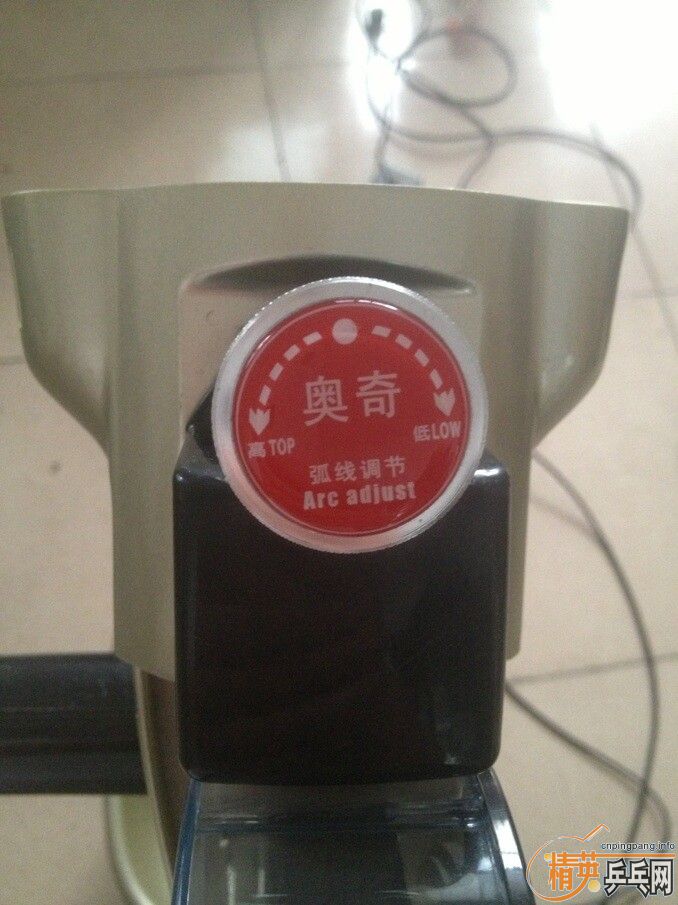 奥奇
高TOP 低LOW
弧线调节
Arc adjust
cnpingpang.info
精英乒乓网